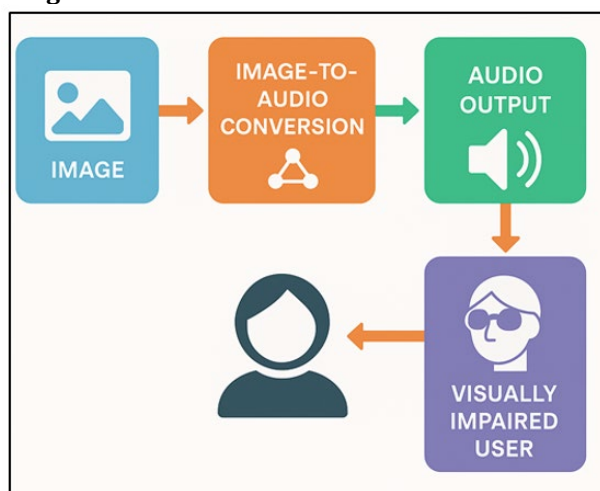 IMAGE
IMAGE-TO-
AUDIO
CONVERSION
AUDIO
OUTPUT
VISUALLY
IMPAIRED
USER